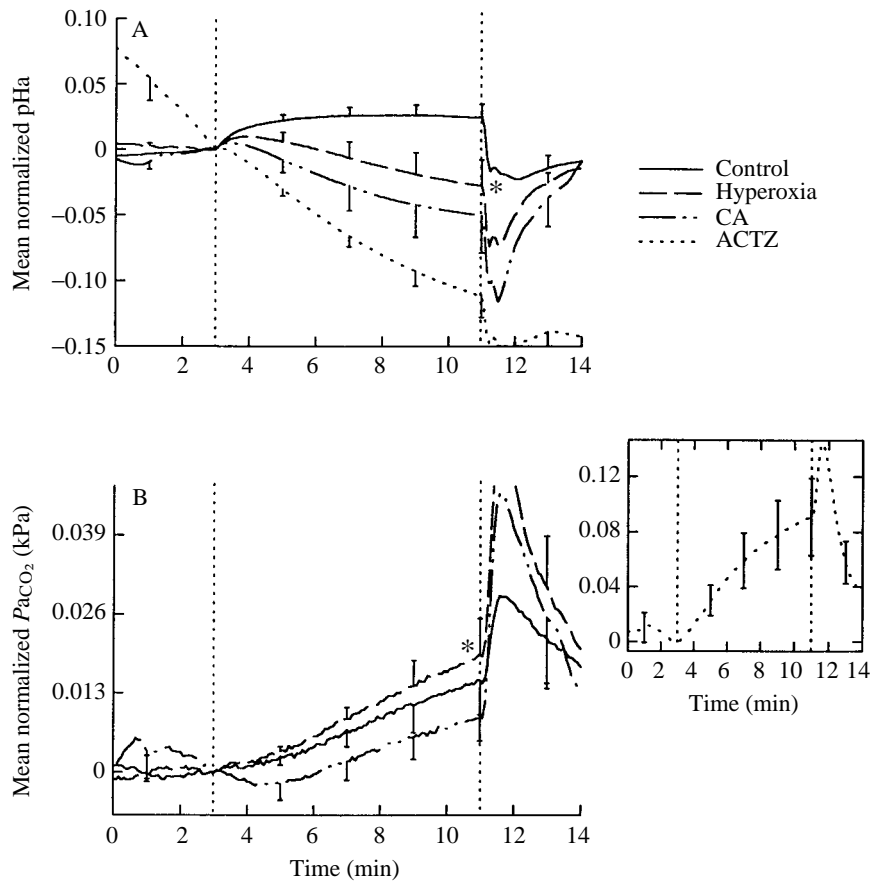 A
Mean normalized pHa
0.10
0.05
0
–0.05
–0.10
–0.15
0 2 4 6 8 10 12 14
*
Control
Hyperoxia
CA
ACTZ
B
Mean normalized PaCO2 (kPa)
0.039
0.026
0.013
0
*
0 2 4 6 8 10 12 14
Time (min)
0.12
0.08
0.04
0
0 2 4 6 8 10 12 14
Time (min)